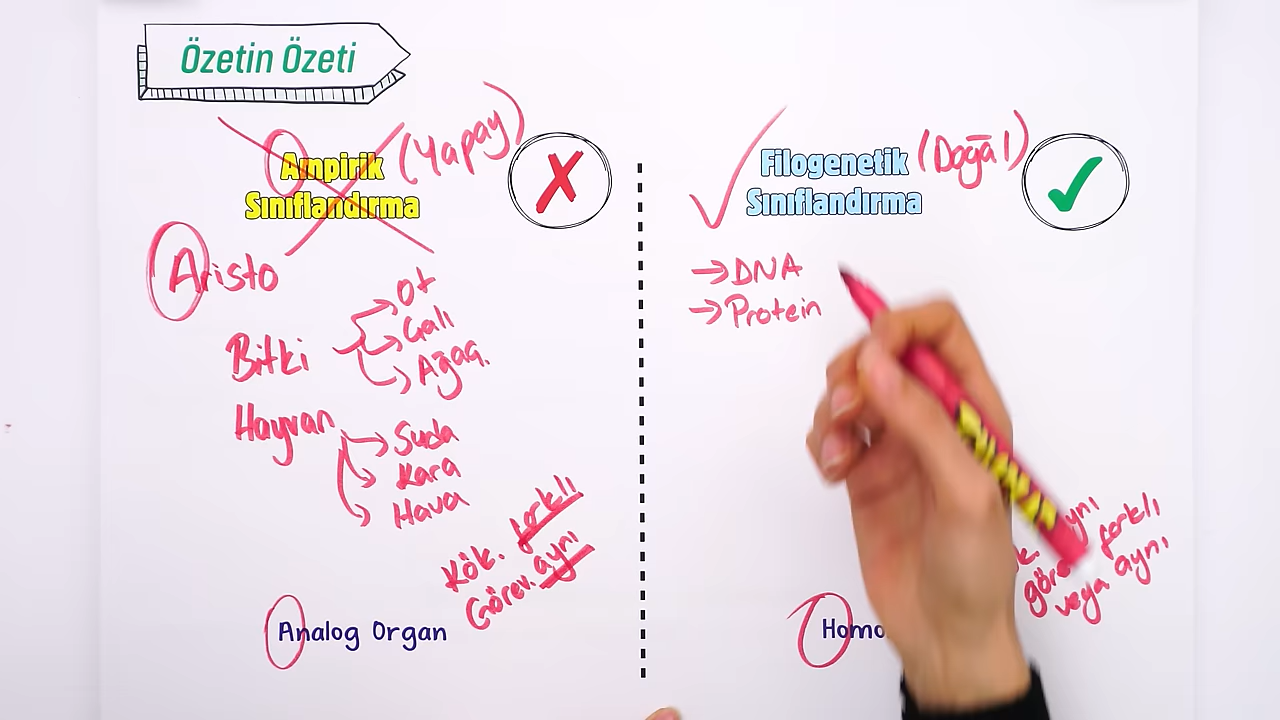 Özetin Özeti
Ampirik
Sınıflandırma
(Yapay)
Aristo
Bitki
Ot
Çalı
Ağaç.
Hayvan
Suda
Kara
Hava
Kök. farklı
Görev. aynı
Analog Organ
Filogenetik
Sınıflandırma
(Doğal)
→DNA
→Protein
farklı
veya aynı